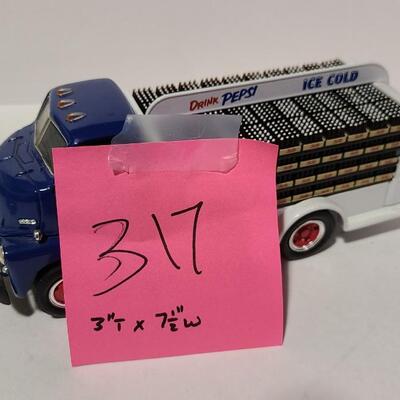 DRINK PEPSI ICE COLD
317
3"T x 7½"W